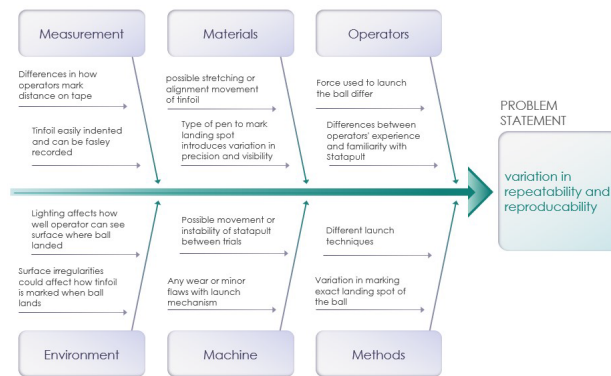 Measurement
Materials
Operators
Differences in how
operators mark
distance on tape
Tinfoil easily indented
and can be fasley
recorded
possible stretching or
alignment movement
of tinfoil
Type of pen to mark
landing spot
introduces variation in
precision and visibility
Force used to launch
the ball differ
Differences between
operators' experience
and familiarity with
Statapult
PROBLEM
STATEMENT
variation in
repeatability and
reproducability
Lighting affects how
well operator can see
surface where ball
landed
Surface irregularities
could affect how tinfoil
is marked when ball
lands
Possible movement or
instability of statapult
between trials
Any wear or minor
flaws with launch
mechanism
Different launch
techniques
Variation in marking
exact landing spot of
the ball
Environment
Machine
Methods